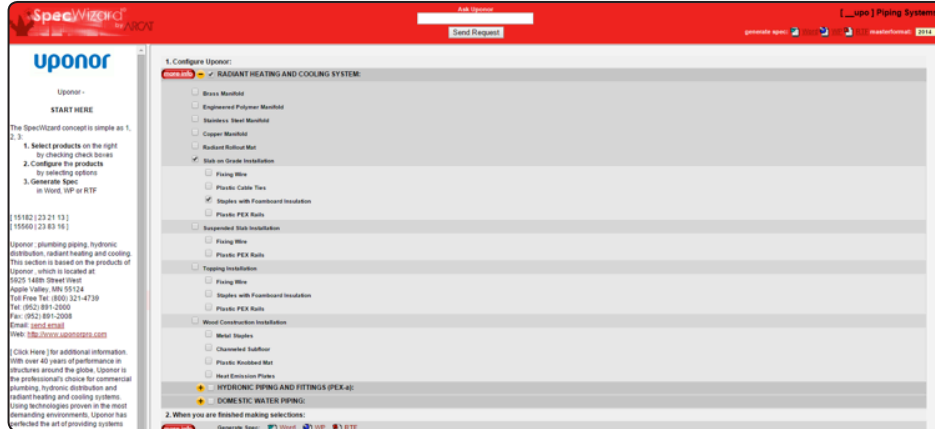 SpecWizard
by ARCAT
Ask Uponor
Send Request
[ __upo ] Piping Systems
generate spec: Word WP RTF masterformat: 2014
uponor
Uponor -
START HERE
The SpecWizard concept is simple as 1,
2, 3:
1. Select products on the right
by checking check boxes
2. Configure the products
by selecting options
3. Generate Spec
in Word, WP or RTF
[ 15182 | 23 21 13 ]
[ 15560 | 23 83 16 ]
Uponor ; plumbing piping, hydronic
distribution, radiant heating and cooling.
This section is based on the products of
Uponor , which is located at:
5925 148th Street West
Apple Valley, MN 55124
Toll Free Tel: (800) 321-4739
Tel: (952) 891-2000
Fax: (952) 891-2008
Email: send email
Web: http://www.uponorpro.com
[ Click Here ] for additional information.
With over 40 years of performance in
structures around the globe, Uponor is
the professional's choice for commercial
plumbing, hydronic distribution and
radiant heating and cooling systems.
Using technologies proven in the most
demanding environments, Uponor has
perfected the art of providing systems
1. Configure Uponor:
more info RADIANT HEATING AND COOLING SYSTEM:
Brass Manifold
Engineered Polymer Manifold
Stainless Steel Manifold
Copper Manifold
Radiant Rollout Mat
Slab on Grade Installation
Fixing Wire
Plastic Cable Ties
Staples with Foamboard Insulation
Plastic PEX Rails
Suspended Slab Installation
Fixing Wire
Plastic PEX Rails
Topping Installation
Fixing Wire
Staples with Foamboard Insulation
Plastic PEX Rails
Wood Construction Installation
Metal Staples
Channeled Subfloor
Plastic Knobbed Mat
Heat Emission Plates
HYDRONIC PIPING AND FITTINGS (PEX-a):
DOMESTIC WATER PIPING:
2. When you are finished making selections:
more info Generate Spec: Word WP RTF